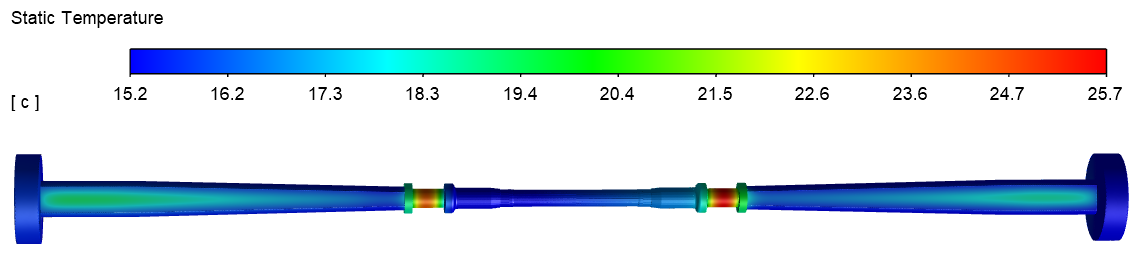 Static Temperature
15.2 16.2 17.3 18.3 19.4 20.4 21.5 22.6 23.6 24.7 25.7
[ c ]